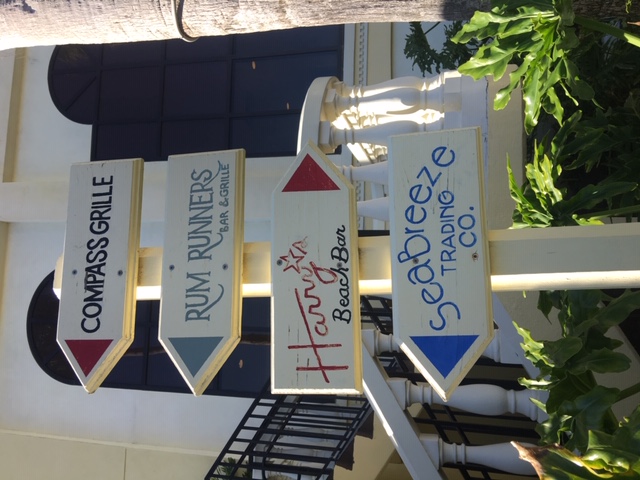 COMPASS GRILLE
RUM RUNNERS
BAR & GRILLE
Harry's
Beach Bar
seabreeze
TRADING
CO.